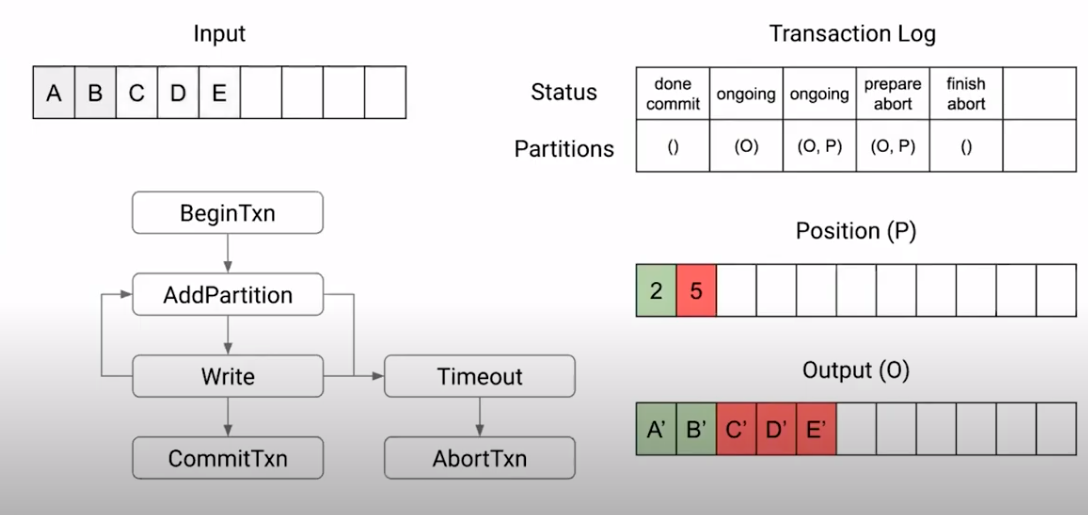 Input
A B C D E
BeginTxn
AddPartition
Write
Timeout
CommitTxn
AbortTxn
Transaction Log
Status
done commit
ongoing
ongoing
prepare abort
finish abort
Partitions
()
(O)
(O, P)
(O, P)
()
Position (P)
2 5
Output (O)
A' B' C' D' E'